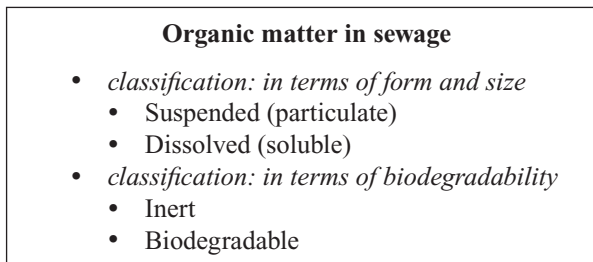 Organic matter in sewage
• classification: in terms of form and size
• Suspended (particulate)
• Dissolved (soluble)
• classification: in terms of biodegradability
• Inert
• Biodegradable